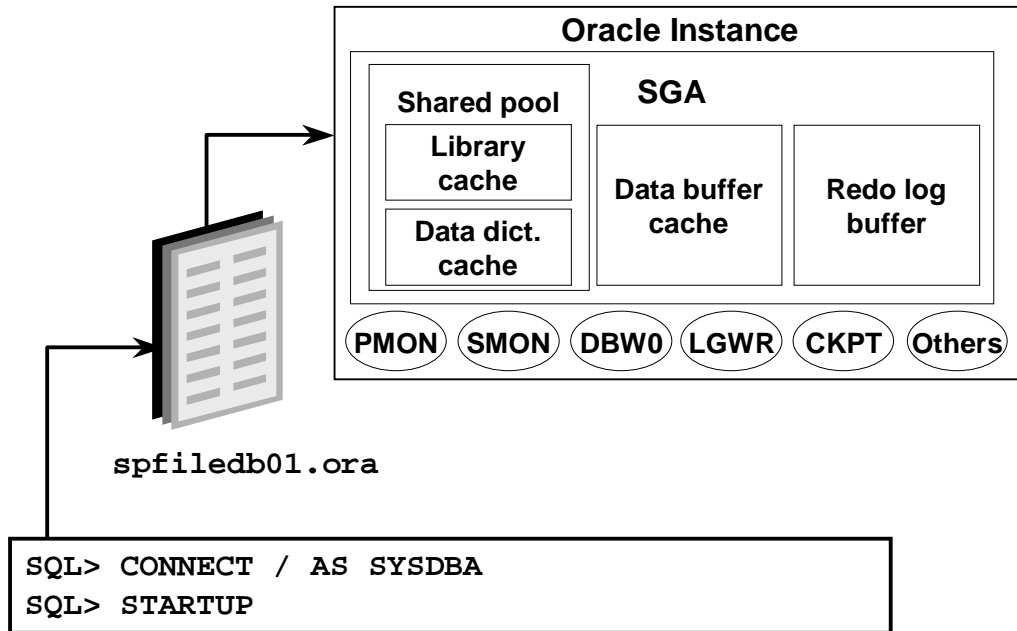 Oracle Instance
SGA
Shared pool
Library
cache
Data dict.
cache
Data buffer
cache
Redo log
buffer
PMON
SMON
DBW0
LGWR
CKPT
Others
spfiledb01.ora
SQL> CONNECT / AS SYSDBA
SQL> STARTUP